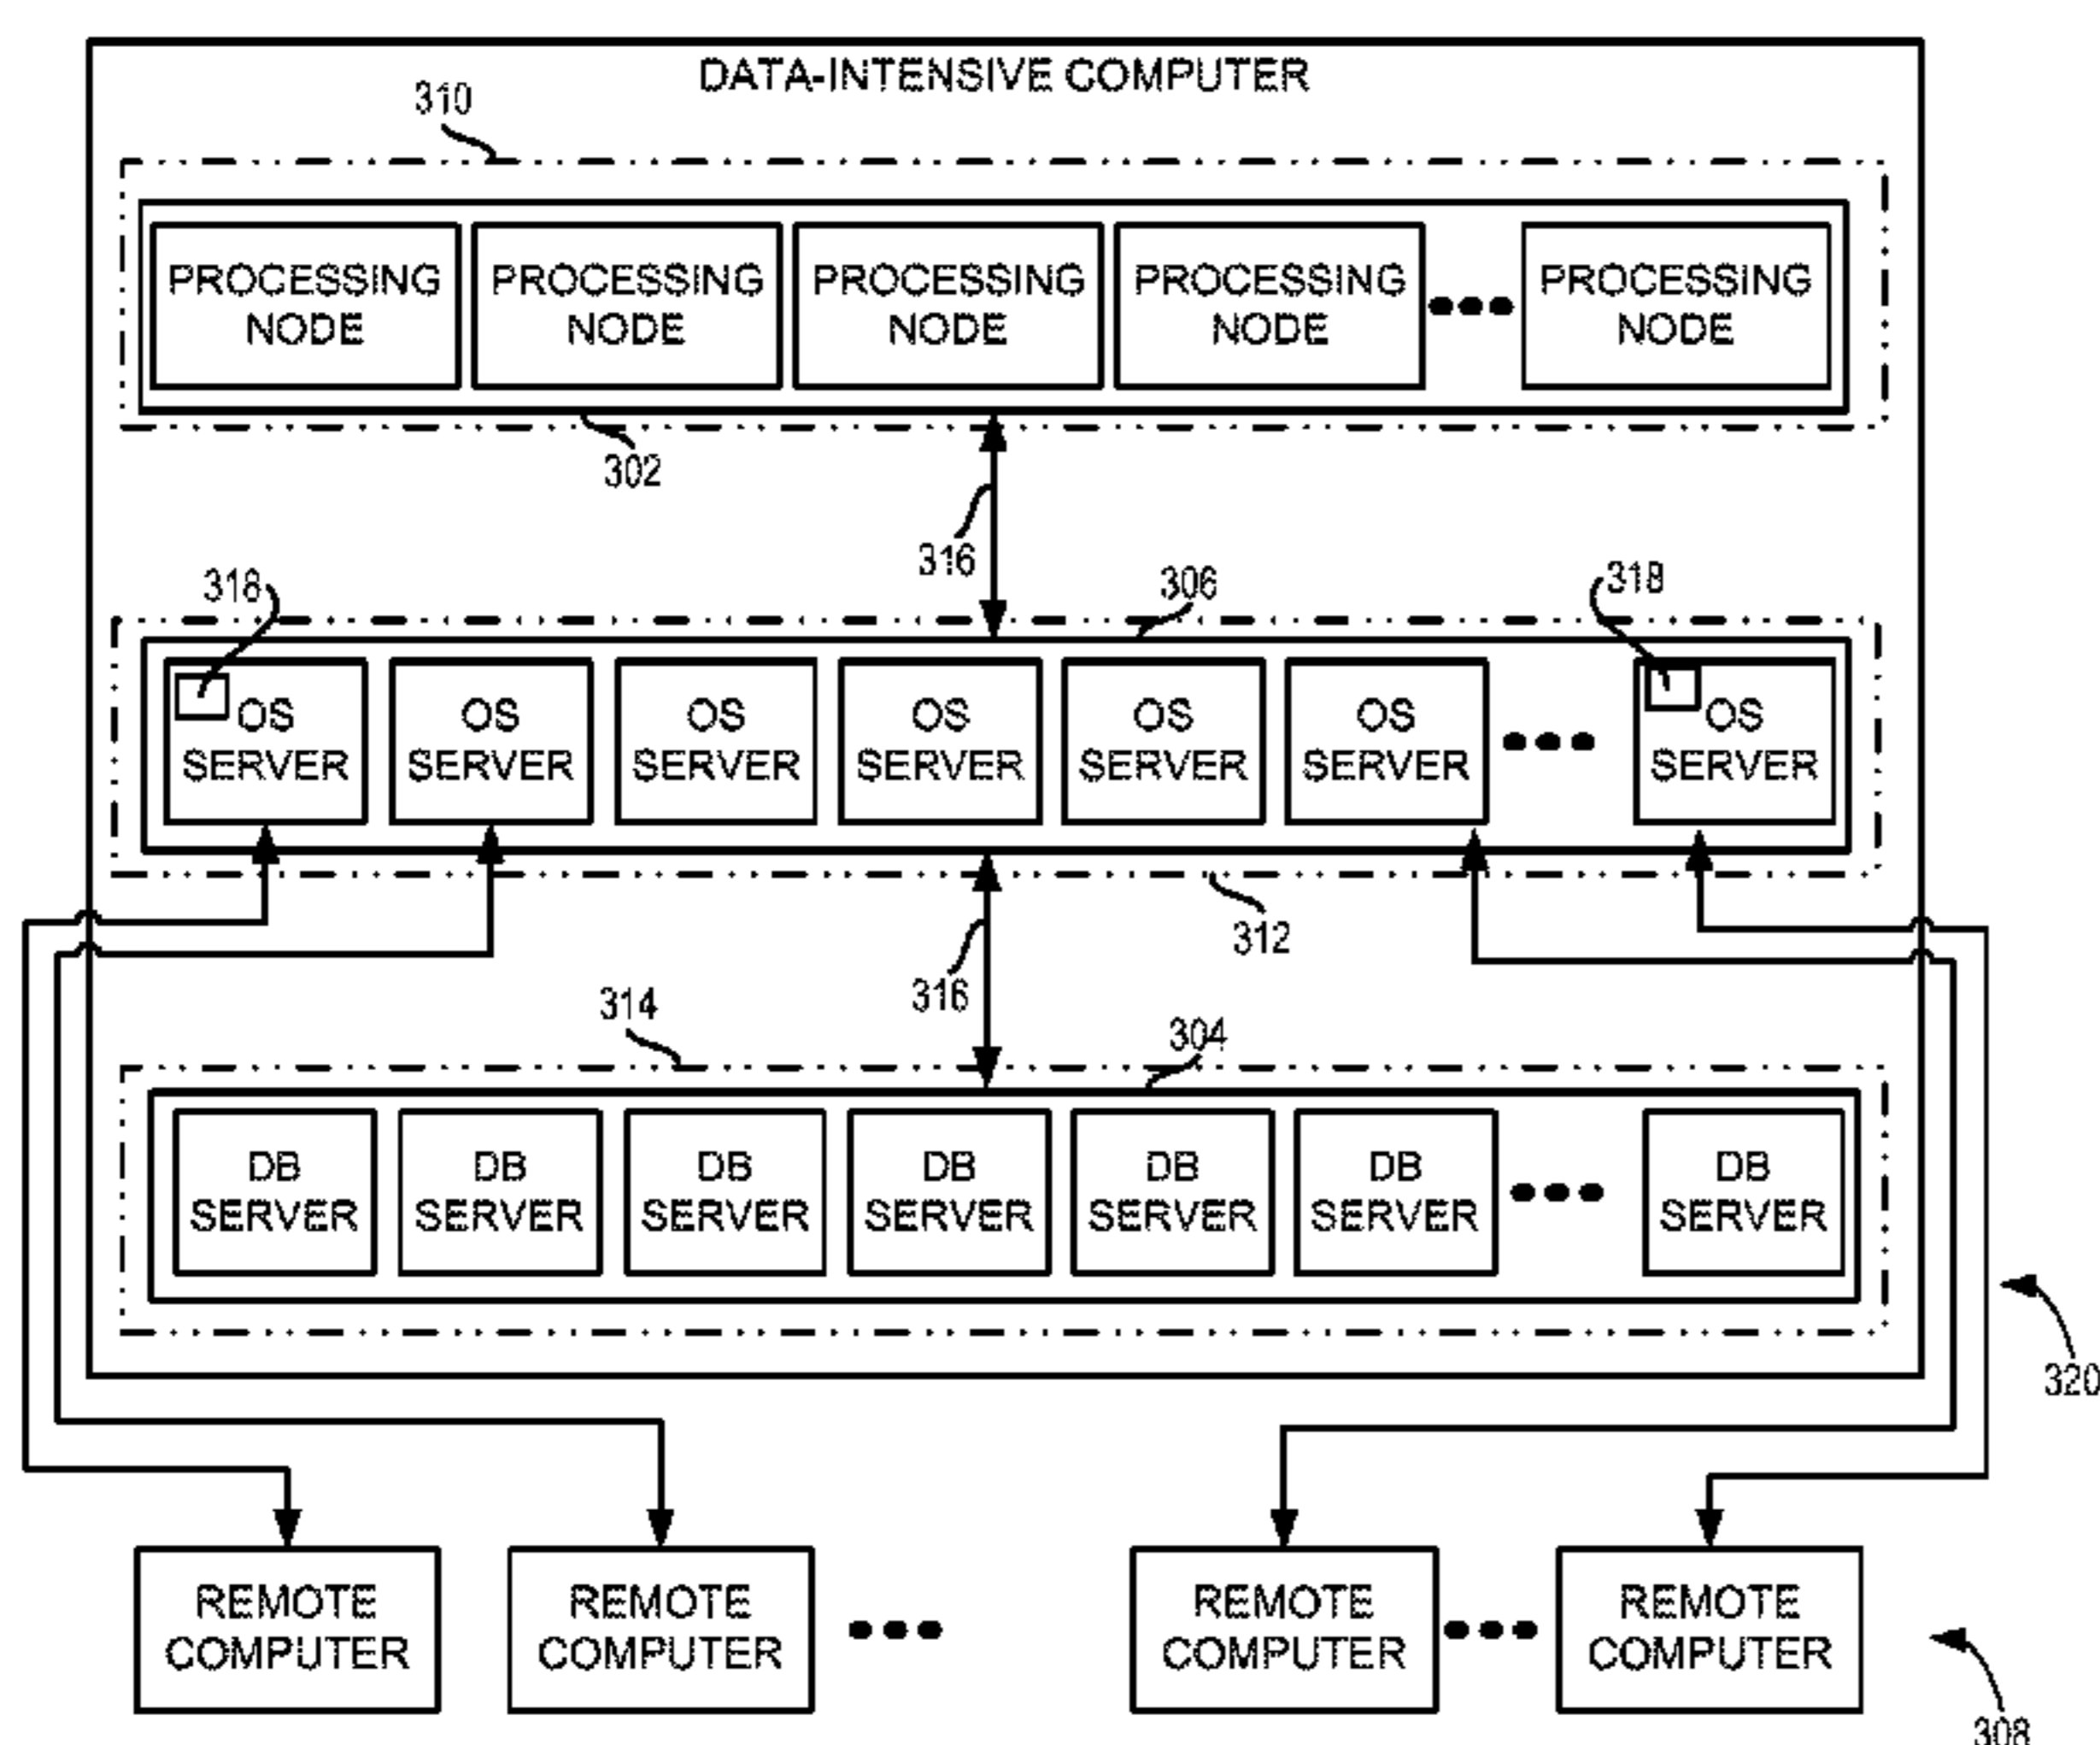 DATA-INTENSIVE COMPUTER
310
PROCESSING NODE
PROCESSING NODE
PROCESSING NODE
PROCESSING NODE
PROCESSING NODE
302
316
318
306
318
OS SERVER
OS SERVER
OS SERVER
OS SERVER
OS SERVER
OS SERVER
OS SERVER
312
316
314
304
DB SERVER
DB SERVER
DB SERVER
DB SERVER
DB SERVER
DB SERVER
DB SERVER
320
REMOTE COMPUTER
REMOTE COMPUTER
REMOTE COMPUTER
REMOTE COMPUTER
308